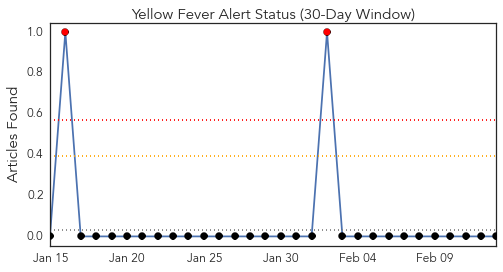 Yellow Fever Alert Status (30-Day Window)
Articles Found
1.0
0.8
0.6
0.4
0.2
0.0
Jan 15 Jan 20 Jan 25 Jan 30 Feb 04 Feb 09